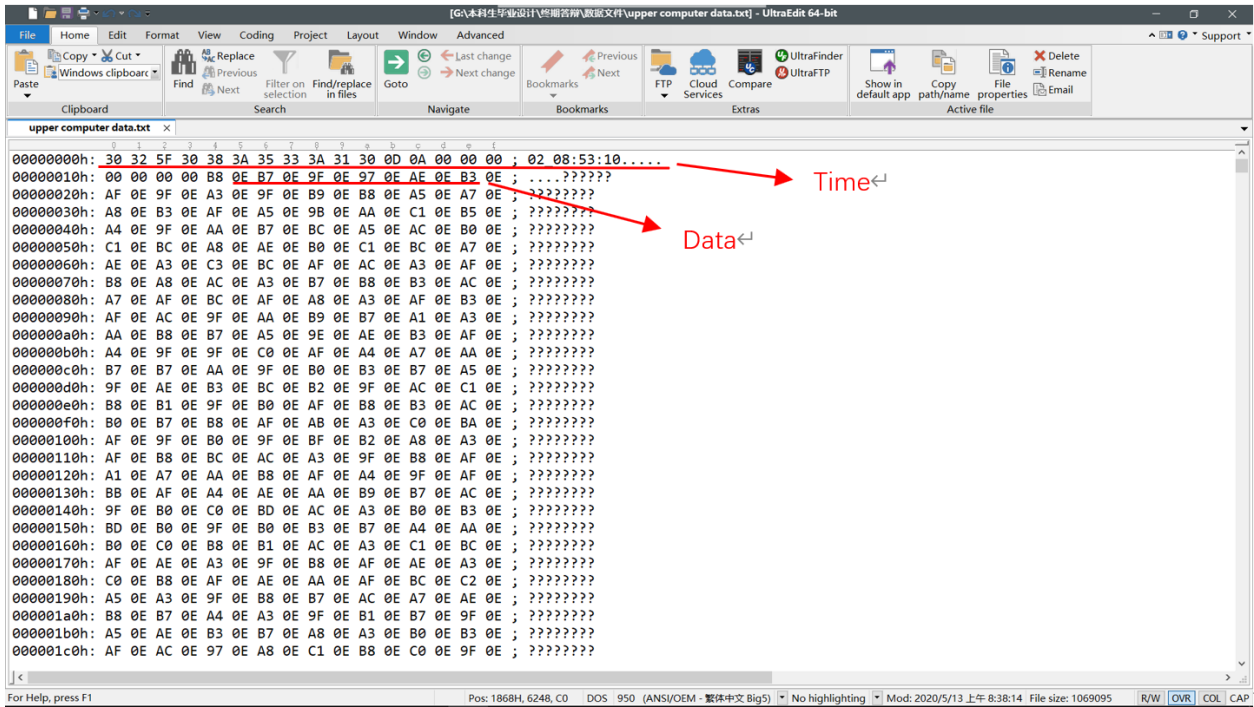 [G:\本科生毕业设计\终期答辩\数据文件\upper computer data.txt] - UltraEdit 64-bit
File Home Edit Format View Coding Project Layout Window Advanced Support
Paste Copy Cut Windows clipboarc Find Replace Previous Next Filter on selection Find/replace in files Goto Last change Next change Bookmarks Previous Next FTP Cloud Services Compare UltraFinder UltraFTP Show in default app Copy path/name File properties Delete Rename Email
Clipboard Search Navigate Bookmarks Extras Active file
upper computer data.txt ×
0 1 2 3 4 5 6 7 8 9 a b c d e f
00000000h: 30 32 5F 30 38 3A 35 33 3A 31 30 0D 0A 00 00 00 ; 02_08:53:10.....
00000010h: 00 00 00 00 B8 0E B7 0E 9F 0E 97 0E AE 0E B3 0E ; ....??????
Time
00000020h: AF 0E 9F 0E A3 0E 9F 0E B9 0E B8 0E A5 0E A7 0E ; ????????
00000030h: A8 0E B3 0E AF 0E A5 0E 9B 0E AA 0E C1 0E B5 0E ; ????????
00000040h: A4 0E 9F 0E AA 0E B7 0E BC 0E A5 0E AC 0E B0 0E ; ????????
Data
00000050h: C1 0E BC 0E A8 0E AE 0E B0 0E C1 0E BC 0E A7 0E ; ????????
00000060h: AE 0E A3 0E C3 0E BC 0E AF 0E AC 0E A3 0E AF 0E ; ????????
00000070h: B8 0E A8 0E AC 0E A3 0E B7 0E B8 0E B3 0E AC 0E ; ????????
00000080h: A7 0E AF 0E BC 0E AF 0E A8 0E A3 0E AF 0E B3 0E ; ????????
00000090h: AF 0E AC 0E 9F 0E AA 0E B9 0E B7 0E A1 0E A3 0E ; ????????
000000a0h: AA 0E B8 0E B7 0E A5 0E 9E 0E AE 0E B3 0E AF 0E ; ????????
000000b0h: A4 0E 9F 0E 9F 0E C0 0E AF 0E A4 0E A7 0E AA 0E ; ????????
000000c0h: B7 0E B7 0E AA 0E 9F 0E B0 0E B3 0E B7 0E A5 0E ; ????????
000000d0h: 9F 0E AE 0E B3 0E BC 0E B2 0E 9F 0E AC 0E C1 0E ; ????????
000000e0h: B8 0E B1 0E 9F 0E B0 0E AF 0E B8 0E B3 0E AC 0E ; ????????
000000f0h: B0 0E B7 0E B8 0E AF 0E AB 0E A3 0E C0 0E BA 0E ; ????????
00000100h: AF 0E 9F 0E B0 0E 9F 0E BF 0E B2 0E A8 0E A3 0E ; ????????
00000110h: AF 0E B8 0E BC 0E AC 0E A3 0E 9F 0E B8 0E AF 0E ; ????????
00000120h: A1 0E A7 0E AA 0E B8 0E AF 0E A4 0E 9F 0E AF 0E ; ????????
00000130h: BB 0E AF 0E A4 0E AE 0E AA 0E B9 0E B7 0E AC 0E ; ????????
00000140h: 9F 0E B0 0E C0 0E BD 0E AC 0E A3 0E B0 0E B3 0E ; ????????
00000150h: BD 0E B0 0E 9F 0E B0 0E B3 0E B7 0E A4 0E AA 0E ; ????????
00000160h: B0 0E C0 0E B8 0E B1 0E AC 0E A3 0E C1 0E BC 0E ; ????????
00000170h: AF 0E AE 0E A3 0E 9F 0E B8 0E AF 0E AE 0E A3 0E ; ????????
00000180h: C0 0E B8 0E AF 0E AE 0E AA 0E AF 0E BC 0E C2 0E ; ????????
00000190h: A5 0E A3 0E 9F 0E B8 0E B7 0E AC 0E A7 0E AE 0E ; ????????
000001a0h: B8 0E B7 0E A4 0E A3 0E 9F 0E B1 0E B7 0E 9F 0E ; ????????
000001b0h: A5 0E AE 0E B3 0E B7 0E A8 0E A3 0E B0 0E B3 0E ; ????????
000001c0h: AF 0E AC 0E 97 0E A8 0E C1 0E B8 0E C0 0E 9F 0E ; ????????
For Help, press F1 Pos: 1868H, 6248, C0 DOS 950 (ANSI/OEM - 繁体中文 Big5) No highlighting Mod: 2020/5/13 上午 8:38:14 File size: 1069095 R/W OVR COL CAP